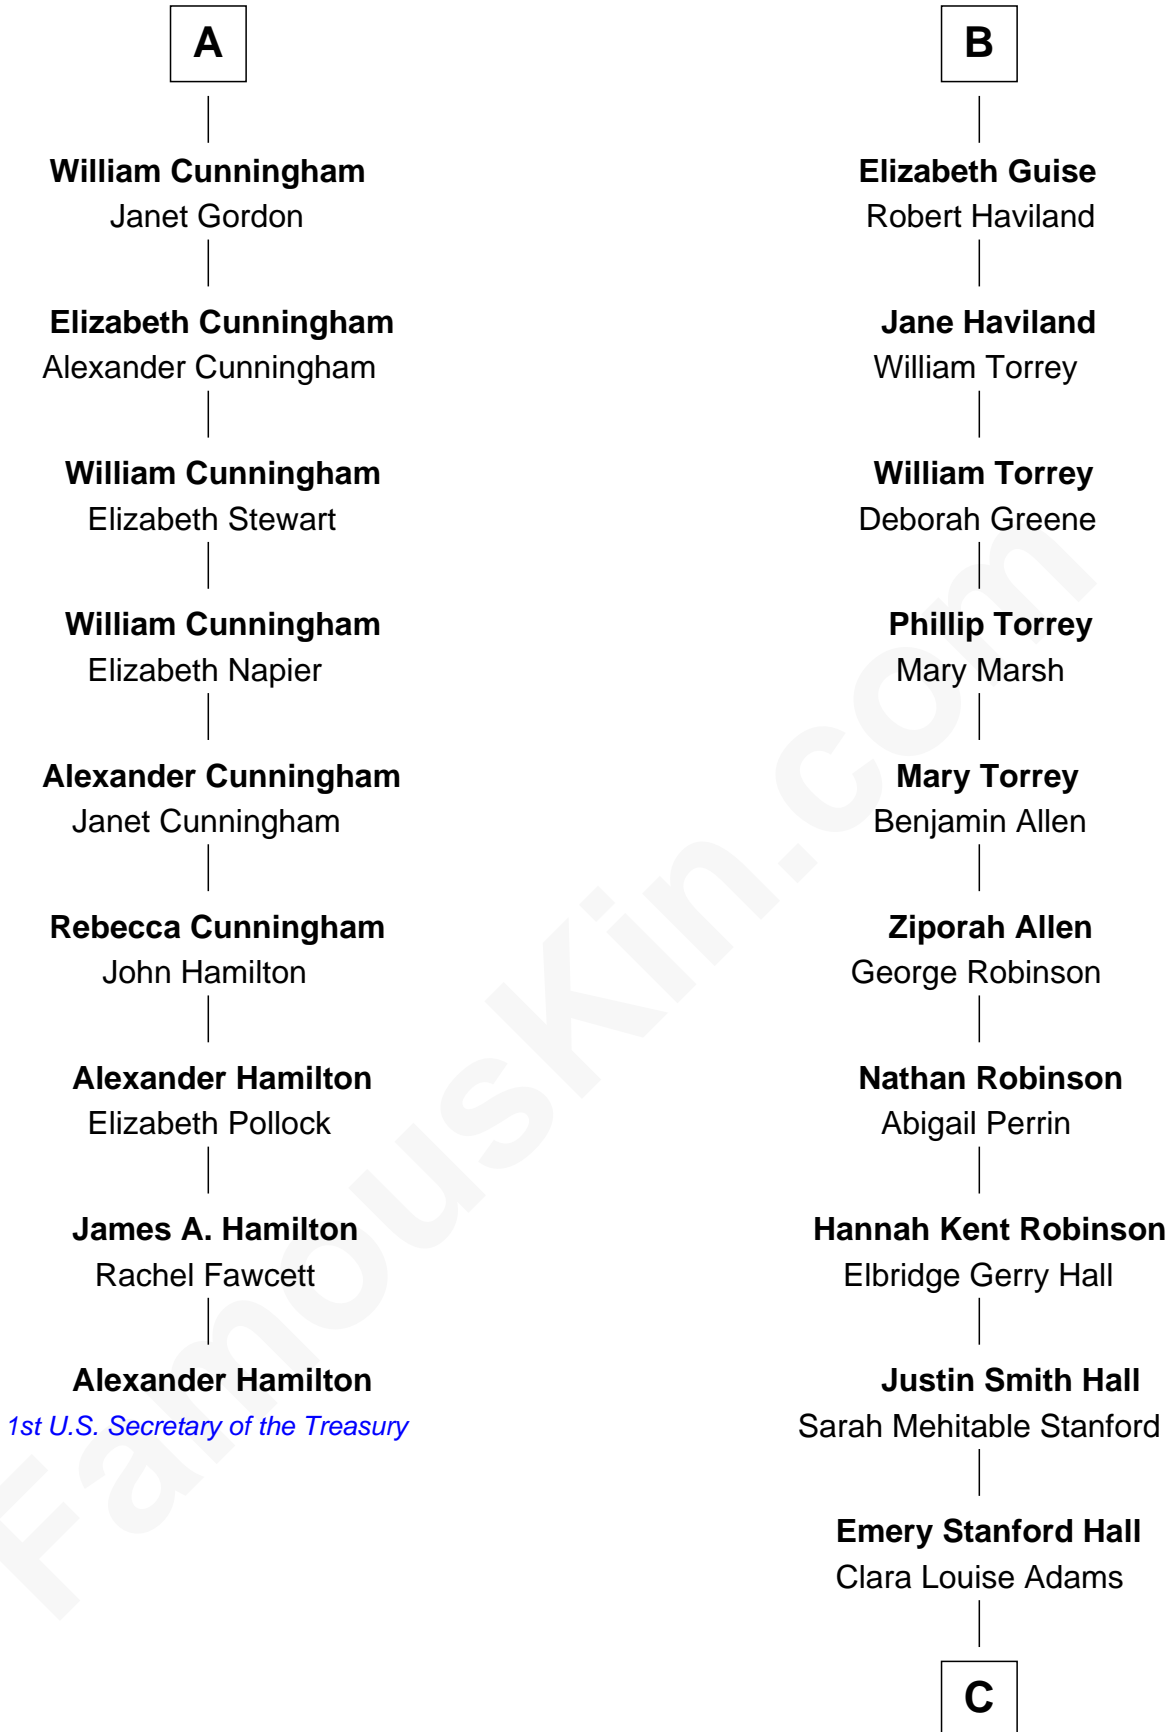 A
William Cunningham
Janet Gordon
Elizabeth Cunningham
Alexander Cunningham
William Cunningham
Elizabeth Stewart
William Cunningham
Elizabeth Napier
Alexander Cunningham
Janet Cunningham
Rebecca Cunningham
John Hamilton
Alexander Hamilton
Elizabeth Pollock
James A. Hamilton
Rachel Fawcett
Alexander Hamilton
1st U.S. Secretary of the Treasury
B
Elizabeth Guise
Robert Haviland
Jane Haviland
William Torrey
William Torrey
Deborah Greene
Phillip Torrey
Mary Marsh
Mary Torrey
Benjamin Allen
Ziporah Allen
George Robinson
Nathan Robinson
Abigail Perrin
Hannah Kent Robinson
Elbridge Gerry Hall
Justin Smith Hall
Sarah Mehitable Stanford
Emery Stanford Hall
Clara Louise Adams
C
FamousKin.com